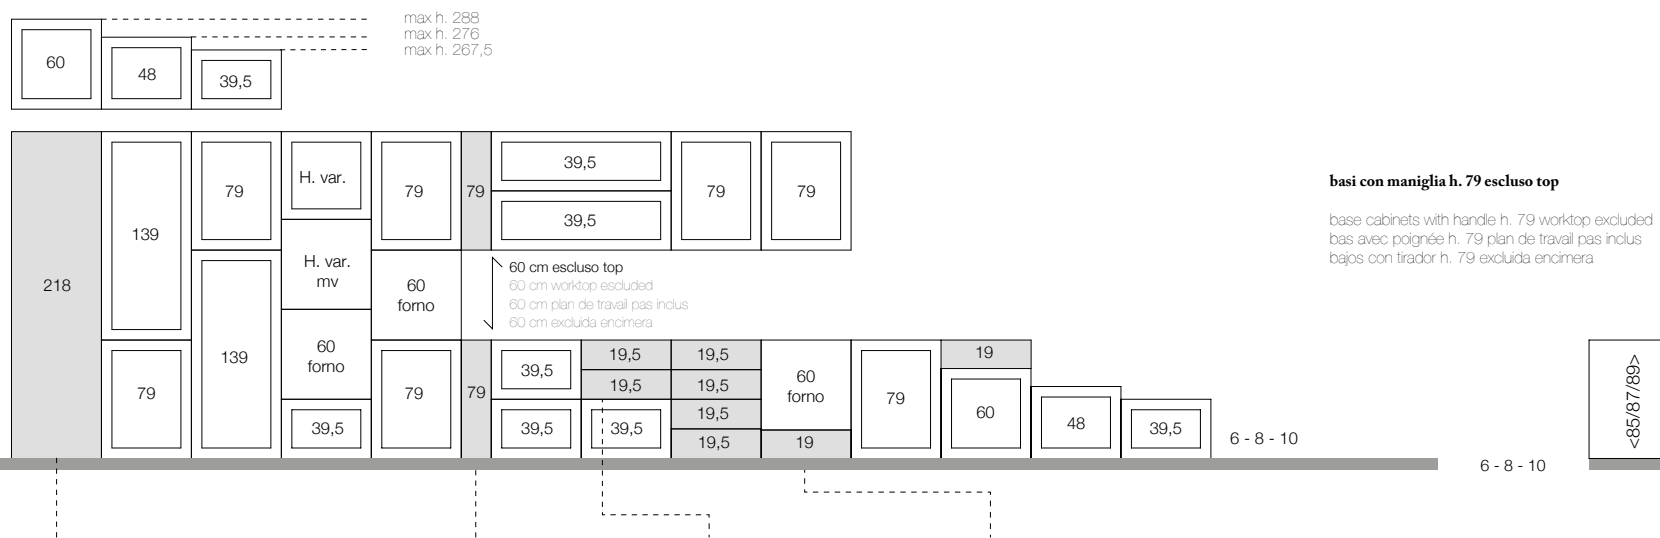 max h. 288
max h. 276
max h. 267,5
60
48
39,5
218
139
79
79
139
H. var.
H. var.
mv
60
forno
39,5
79
60
forno
79
79
79
39,5
39,5
79
79
60 cm escluso top
60 cm worktop escluded
60 cm plan de travail pas inclus
60 cm excluida encimera
39,5
39,5
19,5
19,5
39,5
19,5
19,5
19,5
19,5
60
forno
19
79
19
60
48
39,5
6 - 8 - 10
basi con maniglia h. 79 escluso top
base cabinets with handle h. 79 worktop excluded
bas avec poignée h. 79 plan de travail pas inclus
bajos con tirador h. 79 excluida encimera
6 - 8 - 10
<85/87/89>